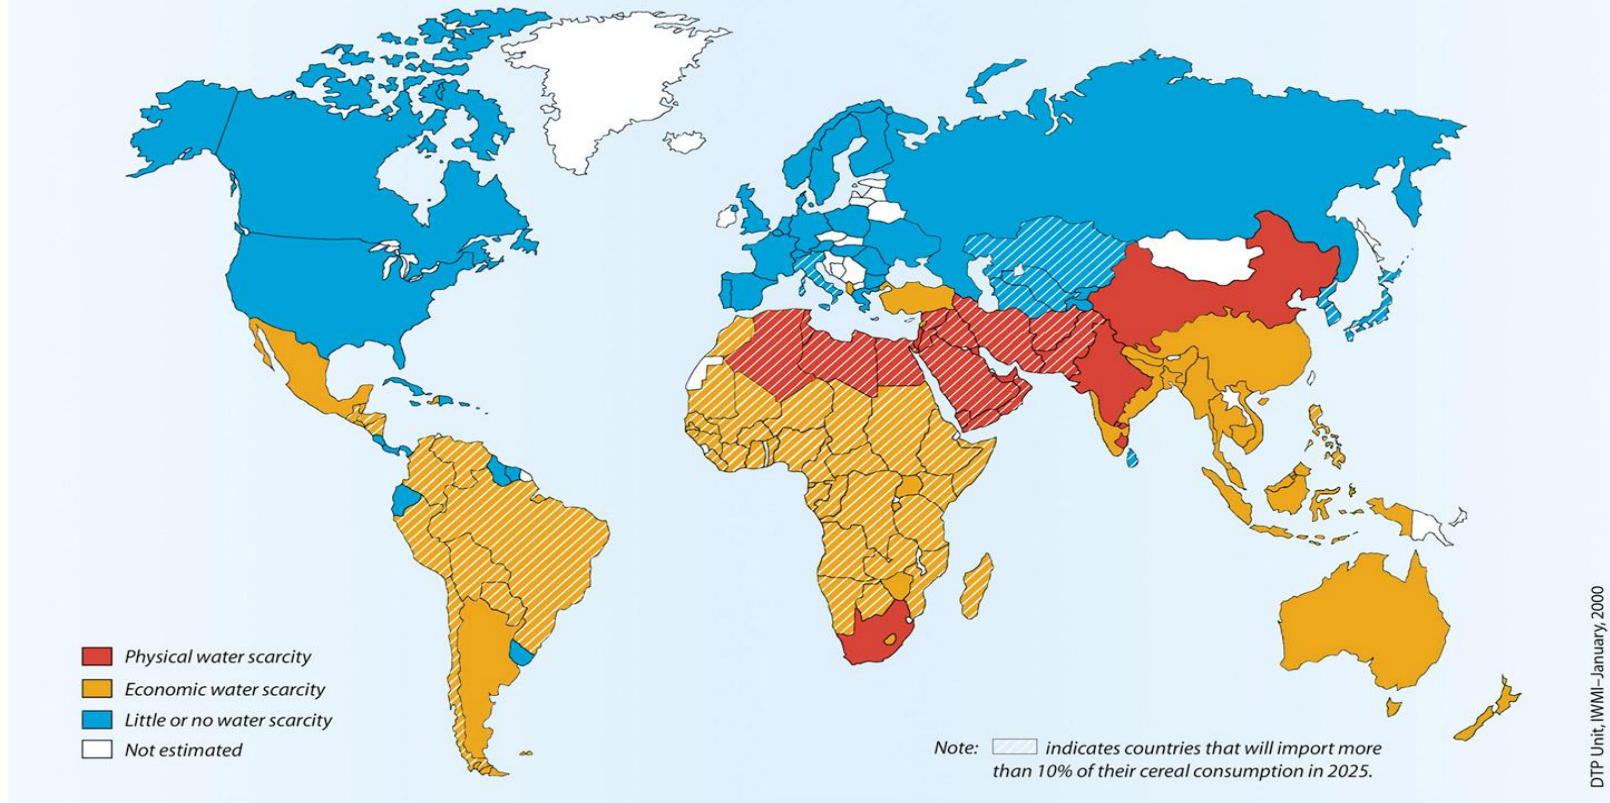 Physical water scarcity
Economic water scarcity
Little or no water scarcity
Not estimated
Note: indicates countries that will import more
than 10% of their cereal consumption in 2025.
DTP Unit, IWMI–January, 2000